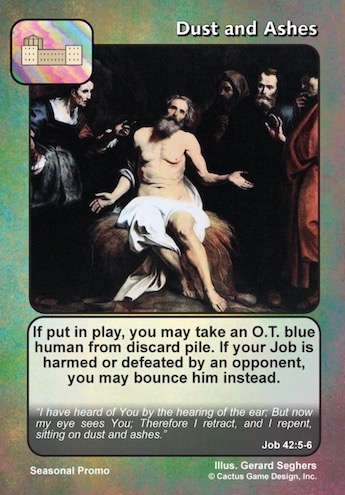 Dust and Ashes
If put in play, you may take an O.T. blue
human from discard pile. If your Job is
harmed or defeated by an opponent,
you may bounce him instead.
"I have heard of You by the hearing of the ear; But now
my eye sees You; Therefore I retract, and I repent,
sitting on dust and ashes."
Job 42:5-6
Seasonal Promo
Illus. Gerard Seghers
© Cactus Game Design, Inc.